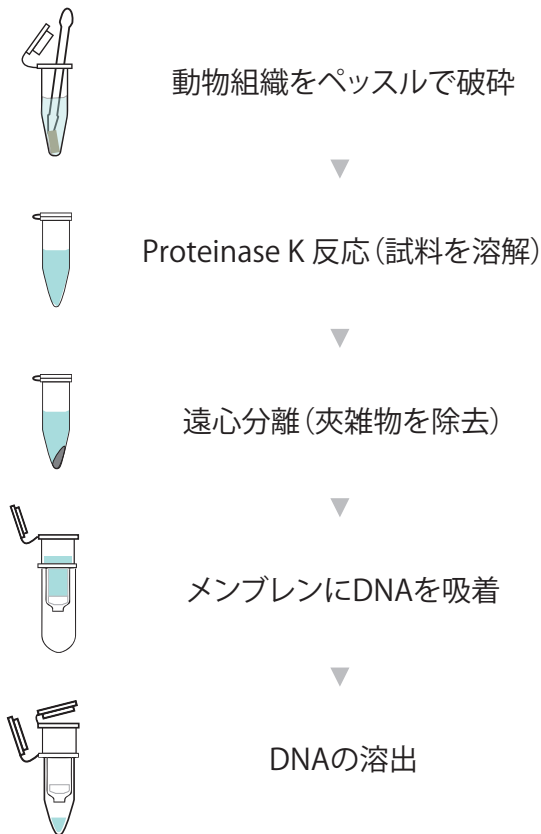 動物組織をペッスルで破砕
▼
Proteinase K 反応（試料を溶解）
▼
遠心分離（夾雑物を除去）
▼
メンブレンにDNAを吸着
▼
DNAの溶出